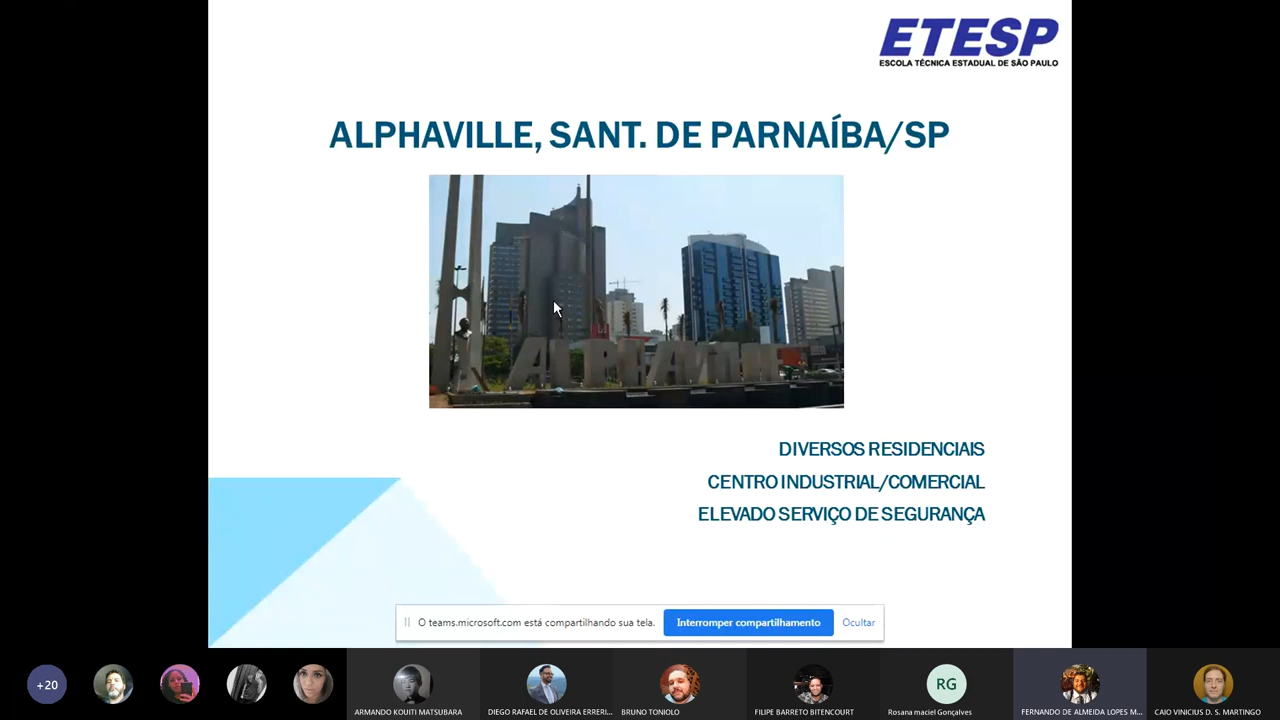 ETESP
ESCOLA TÉCNICA ESTADUAL DE SÃO PAULO
ALPHAVILLE, SANT. DE PARNAÍBA/SP
ALPHAVILLE
DIVERSOS RESIDENCIAIS
CENTRO INDUSTRIAL/COMERCIAL
ELEVADO SERVIÇO DE SEGURANÇA
O teams.microsoft.com está compartilhando sua tela.
Interromper compartilhamento
Ocultar
+20
RG
ARMANDO KOUITI MATSUBARA
DIEGO RAFAEL DE OLIVEIRA ERRERI...
BRUNO TONIOLO
FILIPE BARRETO BITENCOURT
Rosana maciel Gonçalves
FERNANDO DE ALMEIDA LOPES M...
CAIO VINICIUS D. S. MARTINGO